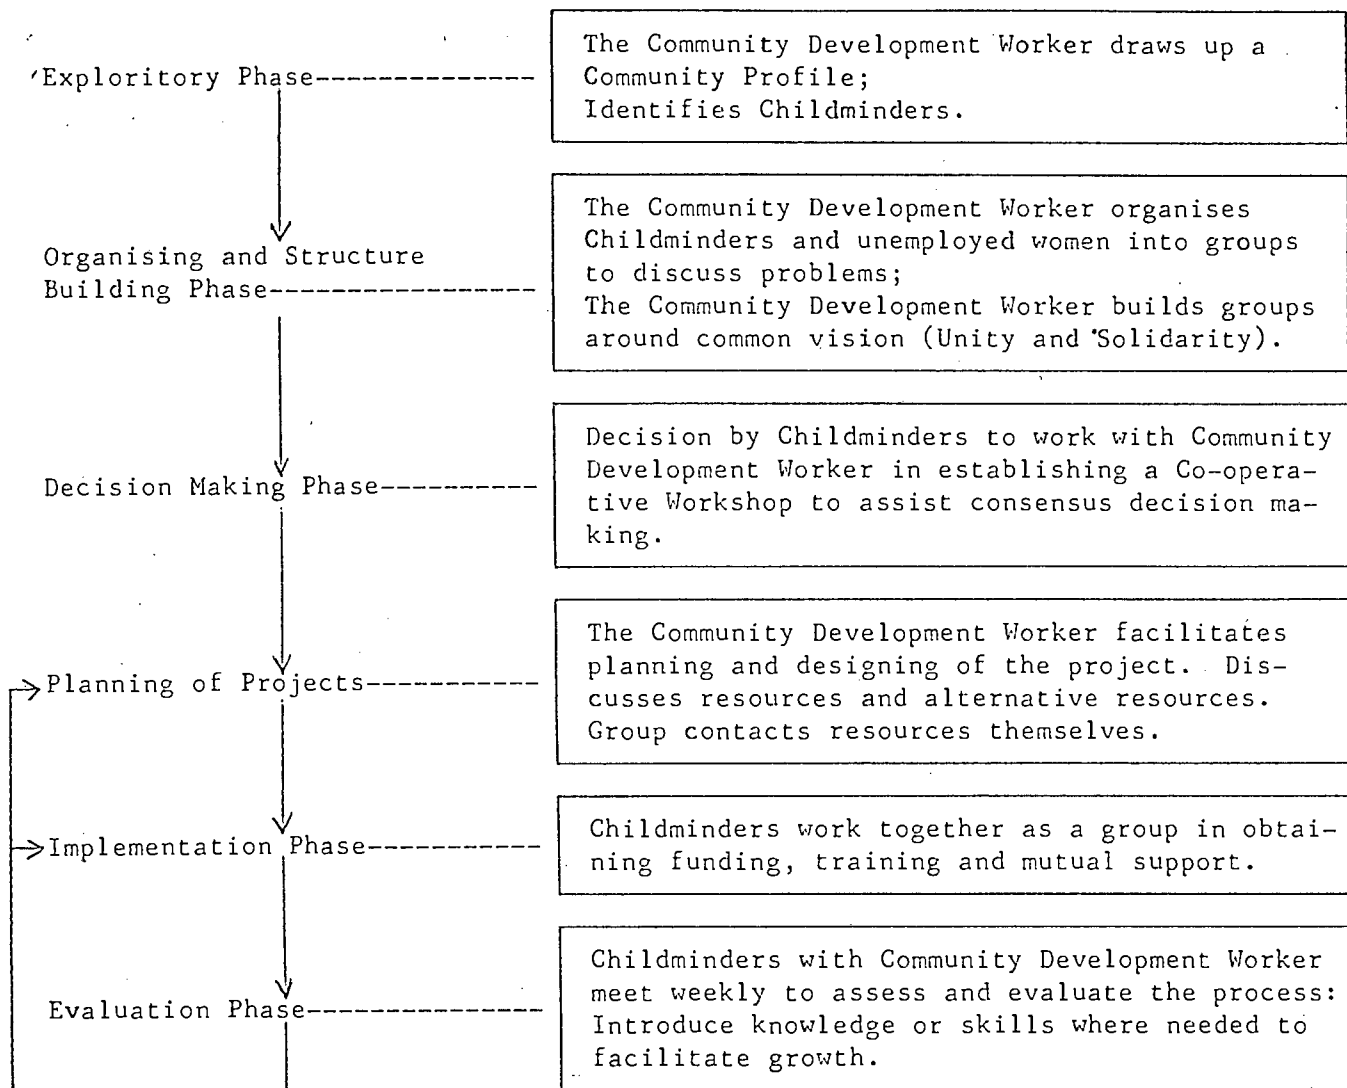 Exploritory Phase--------------
The Community Development Worker draws up a
Community Profile;
Identifies Childminders.
Organising and Structure
Building Phase-----------------
The Community Development Worker organises
Childminders and unemployed women into groups
to discuss problems;
The Community Development Worker builds groups
around common vision (Unity and Solidarity).
Decision Making Phase----------
Decision by Childminders to work with Community
Development Worker in establishing a Co-opera-
tive Workshop to assist consensus decision ma-
king.
Planning of Projects-----------
The Community Development Worker facilitates
planning and designing of the project. Dis-
cusses resources and alternative resources.
Group contacts resources themselves.
Implementation Phase-----------
Childminders work together as a group in obtai-
ning funding, training and mutual support.
Evaluation Phase---------------
Childminders with Community Development Worker
meet weekly to assess and evaluate the process:
Introduce knowledge or skills where needed to
facilitate growth.